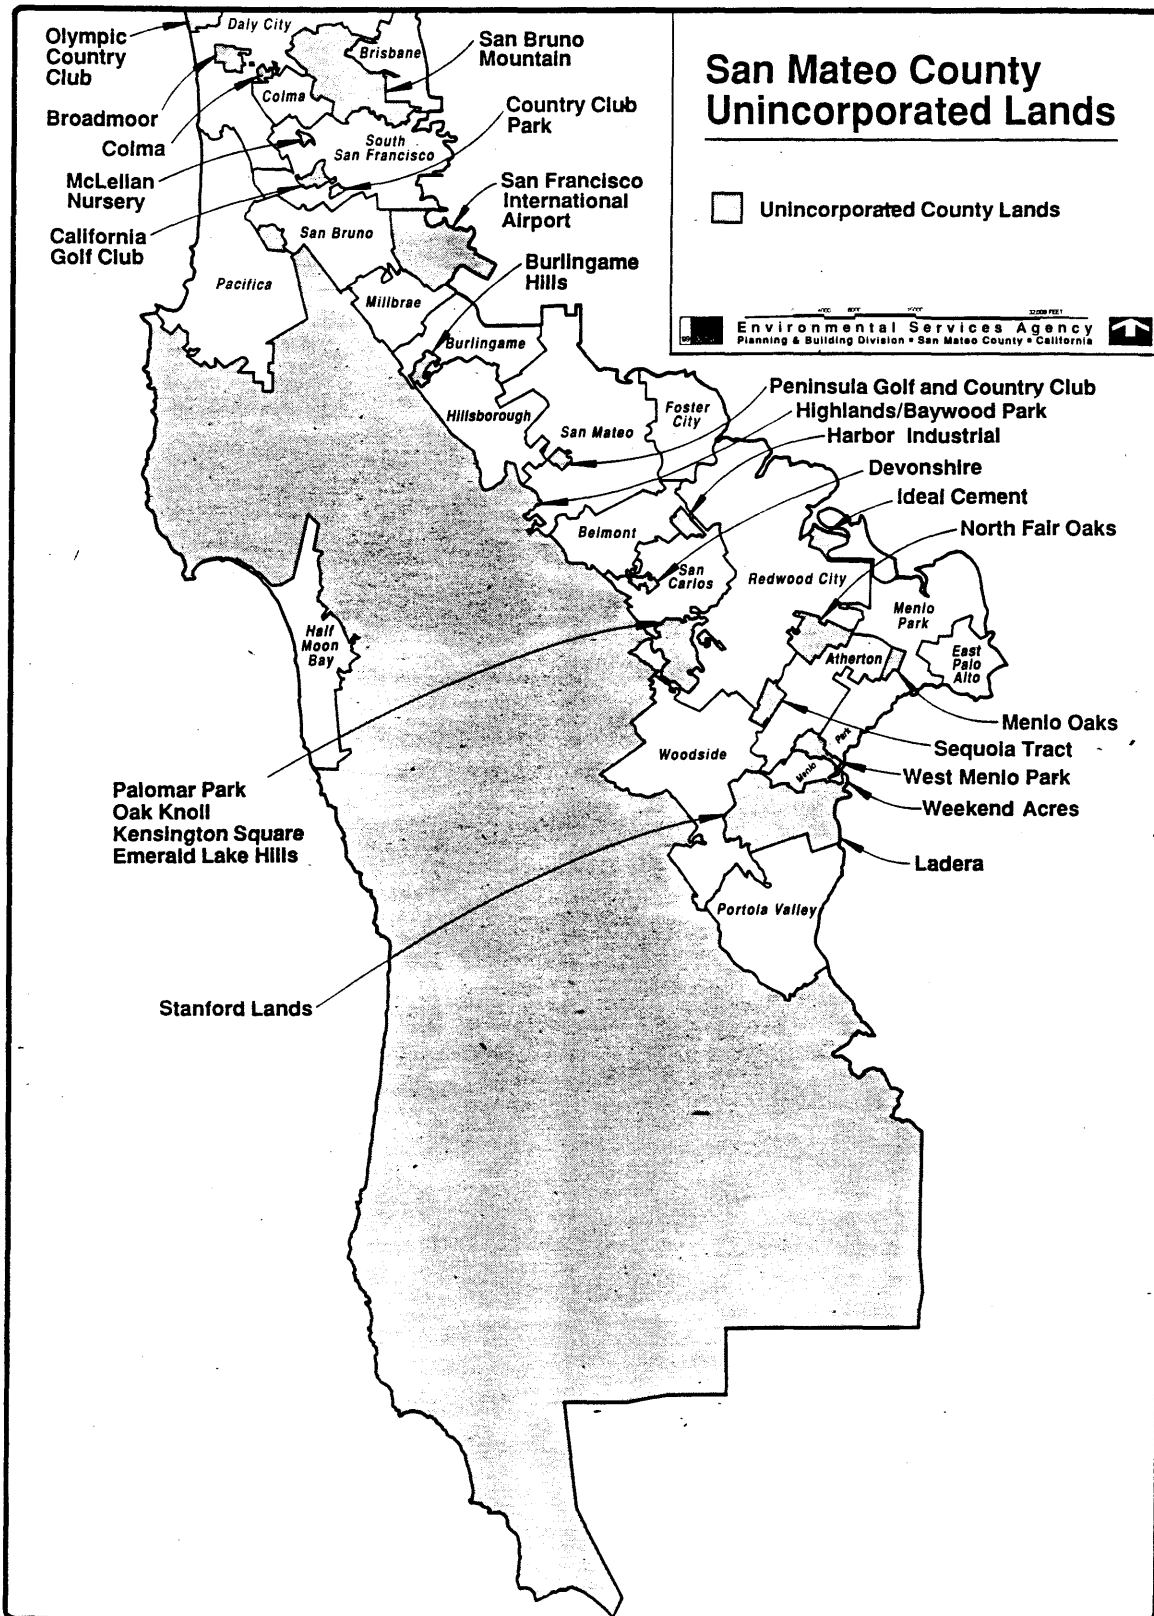 San Mateo County
Unincorporated Lands
Unincorporated County Lands
32,000 FEET
Environmental Services Agency
Planning & Building Division • San Mateo County • California
Olympic
Country
Club
Broadmoor
Colma
McLellan
Nursery
California
Golf Club
Daly City
Brisbane
Colma
South
San Francisco
San Bruno
Pacifica
Millbrae
Burlingame
Hillsborough
San Mateo
Foster
City
Belmont
San
Carlos
Redwood City
Menlo
Park
East
Palo
Alto
Atherton
Half
Moon
Bay
Woodside
Menlo
Park
Portola Valley
San Bruno
Mountain
Country Club
Park
San Francisco
International
Airport
Burlingame
Hills
Peninsula Golf and Country Club
Highlands/Baywood Park
Harbor Industrial
Devonshire
Ideal Cement
North Fair Oaks
Menlo Oaks
Sequoia Tract
West Menlo Park
Weekend Acres
Ladera
Palomar Park
Oak Knoll
Kensington Square
Emerald Lake Hills
Stanford Lands